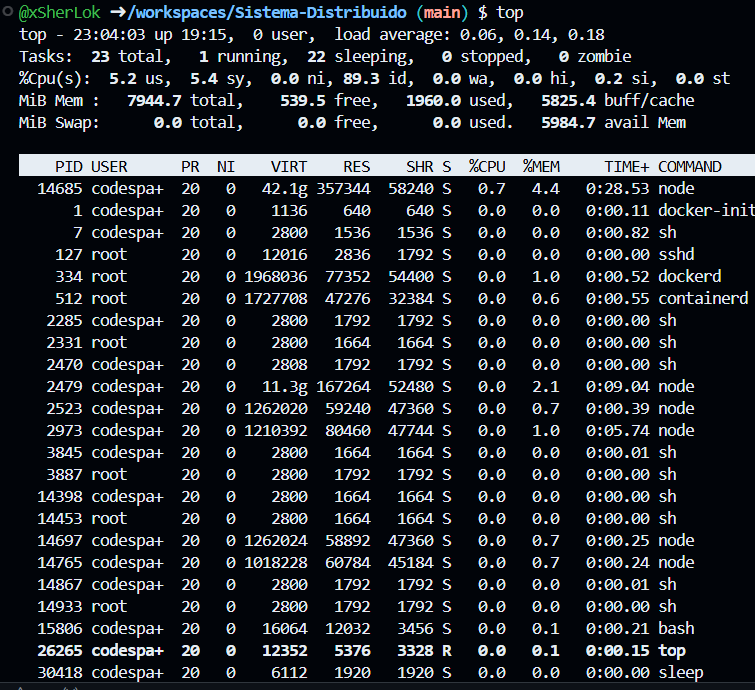 @xSherLok ➜/workspaces/Sistema-Distribuido (main) $ top
top - 23:04:03 up 19:15,  0 user,  load average: 0.06, 0.14, 0.18
Tasks:  23 total,   1 running,  22 sleeping,   0 stopped,   0 zombie
%Cpu(s):  5.2 us,  5.4 sy,  0.0 ni, 89.3 id,  0.0 wa,  0.0 hi,  0.2 si,  0.0 st
MiB Mem :   7944.7 total,    539.5 free,   1960.0 used,   5825.4 buff/cache
MiB Swap:      0.0 total,      0.0 free,      0.0 used.   5984.7 avail Mem
PID USER      PR  NI    VIRT    RES    SHR S  %CPU  %MEM     TIME+ COMMAND
14685 codespa+  20   0   42.1g 357344  58240 S   0.7   4.4   0:28.53 node
1 codespa+  20   0    1136    640    640 S   0.0   0.0   0:00.11 docker-init
7 codespa+  20   0    2800   1536   1536 S   0.0   0.0   0:00.82 sh
127 root      20   0   12016   2836   1792 S   0.0   0.0   0:00.00 sshd
334 root      20   0 1968036  77352  54400 S   0.0   1.0   0:00.52 dockerd
512 root      20   0 1727708  47276  32384 S   0.0   0.6   0:00.55 containerd
2285 codespa+  20   0    2800   1792   1792 S   0.0   0.0   0:00.00 sh
2331 root      20   0    2800   1664   1664 S   0.0   0.0   0:00.00 sh
2470 codespa+  20   0    2808   1792   1792 S   0.0   0.0   0:00.00 sh
2479 codespa+  20   0   11.3g 167264  52480 S   0.0   2.1   0:09.04 node
2523 codespa+  20   0 1262020  59240  47360 S   0.0   0.7   0:00.39 node
2973 codespa+  20   0 1210392  80460  47744 S   0.0   1.0   0:05.74 node
3845 codespa+  20   0    2800   1664   1664 S   0.0   0.0   0:00.01 sh
3887 root      20   0    2800   1792   1792 S   0.0   0.0   0:00.00 sh
14398 codespa+  20   0    2800   1664   1664 S   0.0   0.0   0:00.00 sh
14453 root      20   0    2800   1664   1664 S   0.0   0.0   0:00.00 sh
14697 codespa+  20   0 1262024  58892  47360 S   0.0   0.7   0:00.25 node
14765 codespa+  20   0 1018228  60784  45184 S   0.0   0.7   0:00.24 node
14867 codespa+  20   0    2800   1792   1792 S   0.0   0.0   0:00.01 sh
14933 root      20   0    2800   1792   1792 S   0.0   0.0   0:00.00 sh
15806 codespa+  20   0   16064  12032   3456 S   0.0   0.1   0:00.21 bash
26265 codespa+  20   0   12352   5376   3328 R   0.0   0.1   0:00.15 top
30418 codespa+  20   0    6112   1920   1920 S   0.0   0.0   0:00.00 sleep